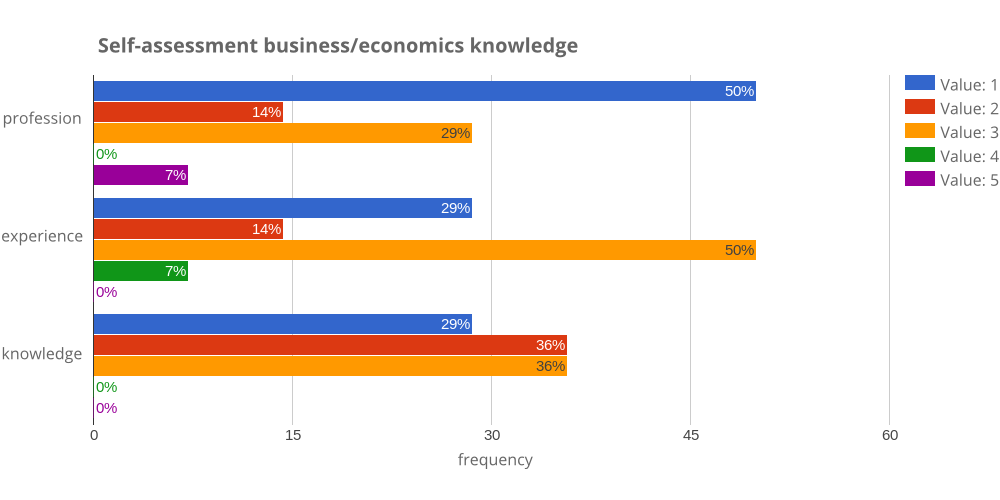 Self-assessment business/economics knowledge
profession
50%
14%
29%
0%
7%
experience
29%
14%
50%
7%
0%
knowledge
29%
36%
36%
0%
0%
0 15 30 45 60
frequency
Value: 1
Value: 2
Value: 3
Value: 4
Value: 5